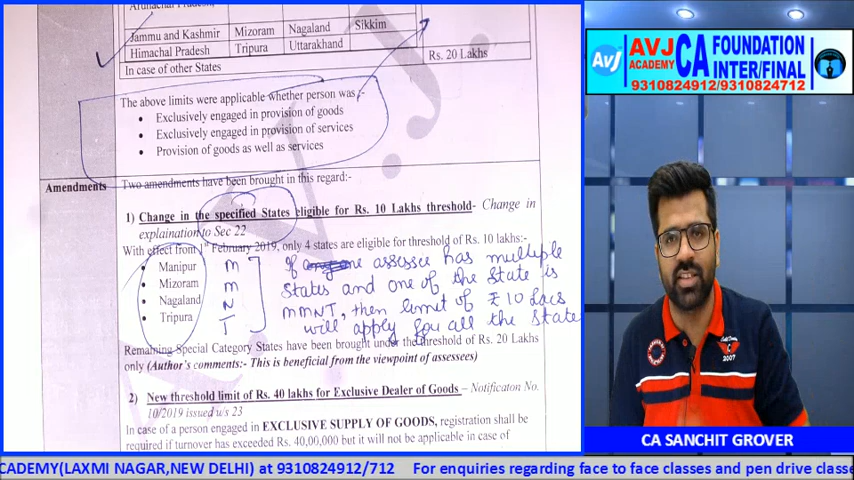 Arunachal Pradesh,
Jammu and Kashmir Mizoram Nagaland Sikkim
Himachal Pradesh Tripura Uttarakhand
In case of other States Rs. 20 Lakhs
The above limits were applicable whether person was,-
• Exclusively engaged in provision of goods
• Exclusively engaged in provision of services
• Provision of goods as well as services
Amendments Two amendments have been brought in this regard:-
1) Change in the specified States eligible for Rs. 10 Lakhs threshold- Change in
explaination to Sec 22
With effect from 1st February 2019, only 4 states are eligible for threshold of Rs. 10 lakhs:-
• Manipur
• Mizoram
• Nagaland
• Tripura
M
M
N
T
If one assessee has multiple
States and one of the State is
MMNT, then limit of ₹10 Lacs
will apply for all the State
Remaining Special Category States have been brought under the threshold of Rs. 20 Lakhs
only (Author's comments:- This is beneficial from the viewpoint of assessees)
2) New threshold limit of Rs. 40 lakhs for Exclusive Dealer of Goods – Notificaton No.
10/2019 issued u/s 23
In case of a person engaged in EXCLUSIVE SUPPLY OF GOODS, registration shall be
required if turnover has exceeded Rs. 40,00,000 but it will not be applicable in case of
A.V.J.
AVJ
AVJ
ACADEMY
CA FOUNDATION
INTER/FINAL
9310824912/9310824712
2007
CA SANCHIT GROVER
CADEMY(LAXMI NAGAR,NEW DELHI) at 9310824912/712 For enquiries regarding face to face classes and pen drive classe